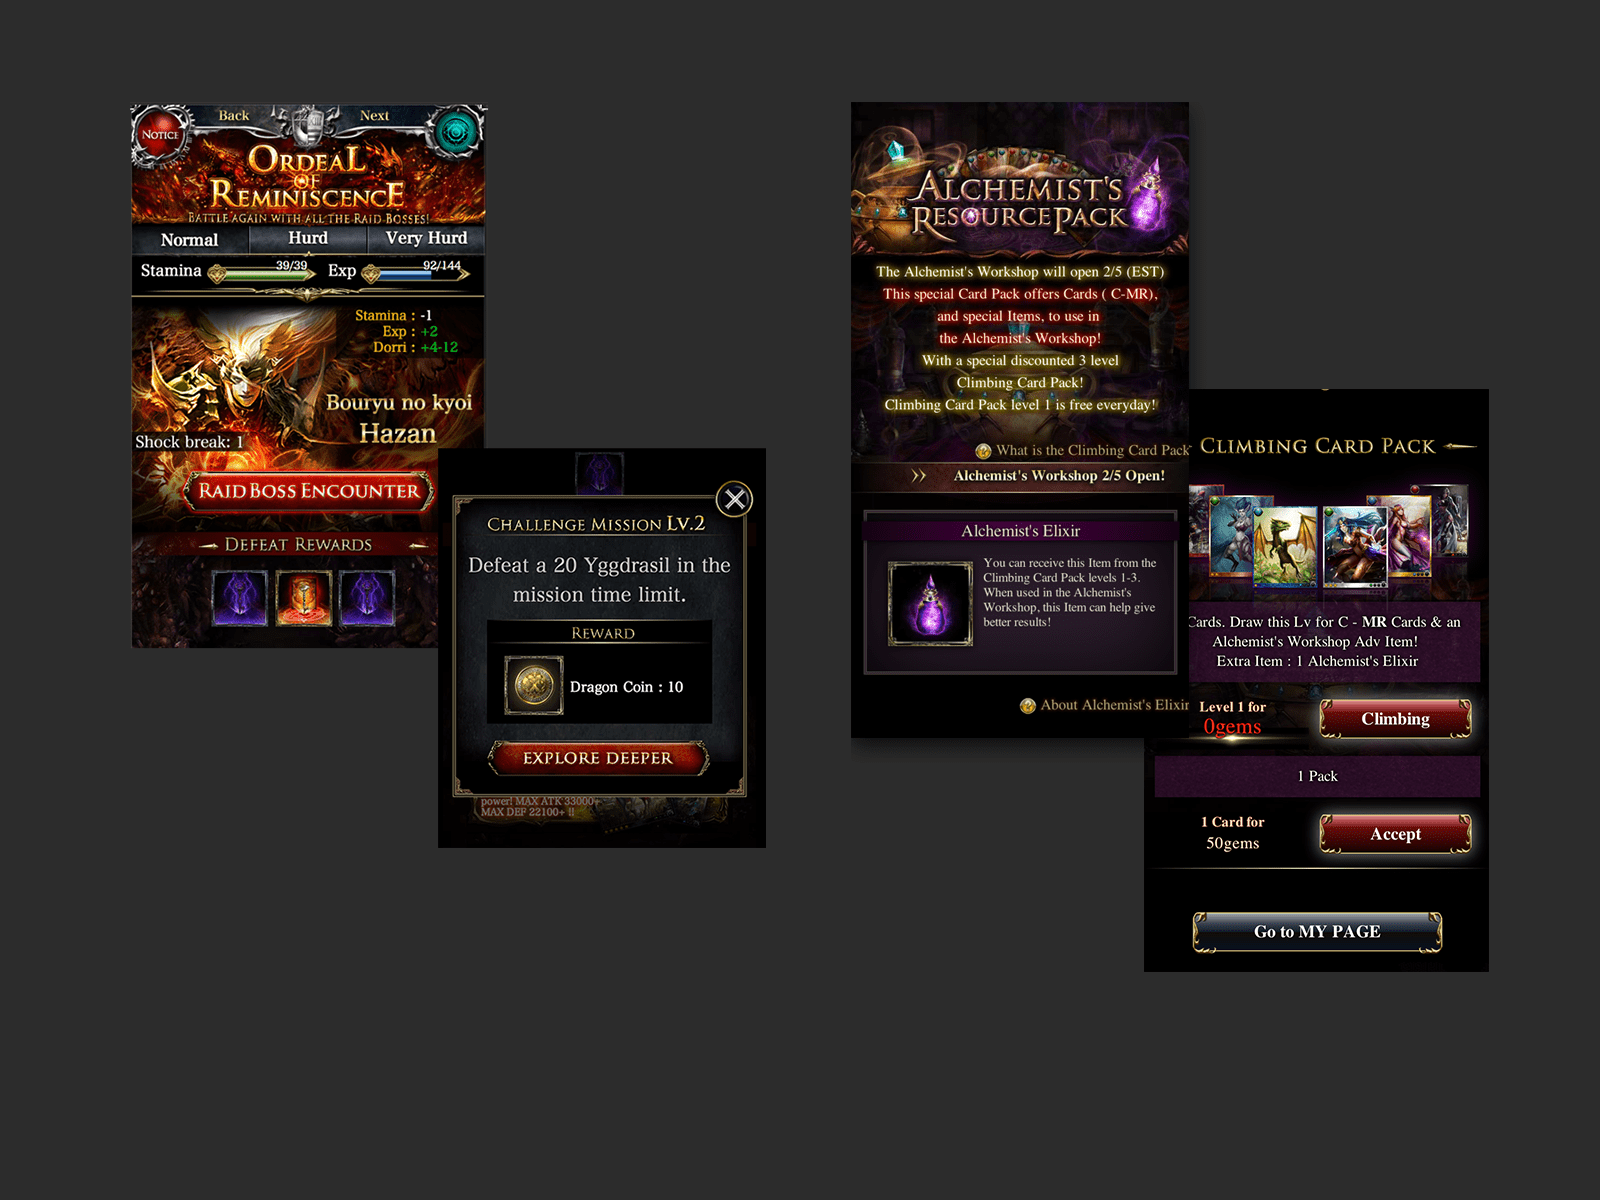 NOTICE
Back
Next
ORDEAL
OF
REMINISCENCE
BATTLE AGAIN WITH ALL THE RAID BOSSES!
Normal
Hurd
Very Hurd
Stamina
39/39
Exp
92/144
Stamina : -1
Exp : +2
Dorri : +4-12
Bouryu no kyoi
Hazan
Shock break: 1
RAID BOSS ENCOUNTER
DEFEAT REWARDS
CHALLENGE MISSION LV.2
Defeat a 20 Yggdrasil in the
mission time limit.
REWARD
Dragon Coin : 10
EXPLORE DEEPER
power! MAX ATK 33000+
MAX DEF 22100+ !!
ALCHEMIST'S
RESOURCE PACK
The Alchemist's Workshop will open 2/5 (EST)
This special Card Pack offers Cards ( C-MR),
and special Items, to use in
the Alchemist's Workshop!
With a special discounted 3 level
Climbing Card Pack!
Climbing Card Pack level 1 is free everyday!
What is the Climbing Card Pack
Alchemist's Workshop 2/5 Open!
Alchemist's Elixir
You can receive this Item from the
Climbing Card Pack levels 1-3.
When used in the Alchemist's
Workshop, this Item can help give
better results!
About Alchemist's Elixir
CLIMBING CARD PACK
Cards. Draw this Lv for C - MR Cards & an
Alchemist's Workshop Adv Item!
Extra Item : 1 Alchemist's Elixir
Level 1 for
0gems
Climbing
1 Pack
1 Card for
50gems
Accept
Go to MY PAGE